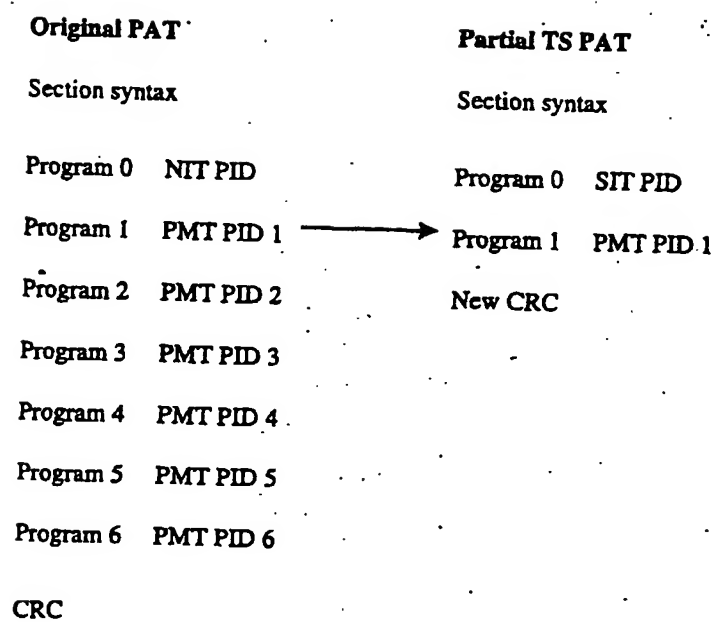 Original PAT
Section syntax
Program 0 NIT PID
Program 1 PMT PID 1
Program 2 PMT PID 2
Program 3 PMT PID 3
Program 4 PMT PID 4
Program 5 PMT PID 5
Program 6 PMT PID 6
CRC
Partial TS PAT
Section syntax
Program 0 SIT PID
Program 1 PMT PID 1
New CRC